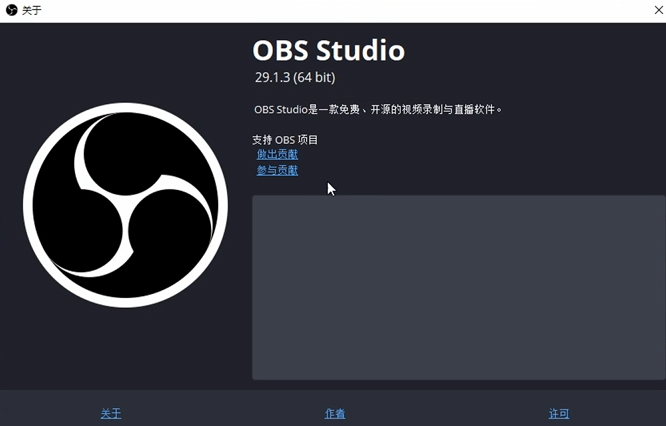 关于
OBS Studio
29.1.3 (64 bit)
OBS Studio是一款免费、开源的视频录制与直播软件。
支持 OBS 项目
做出贡献
参与贡献
关于
作者
许可